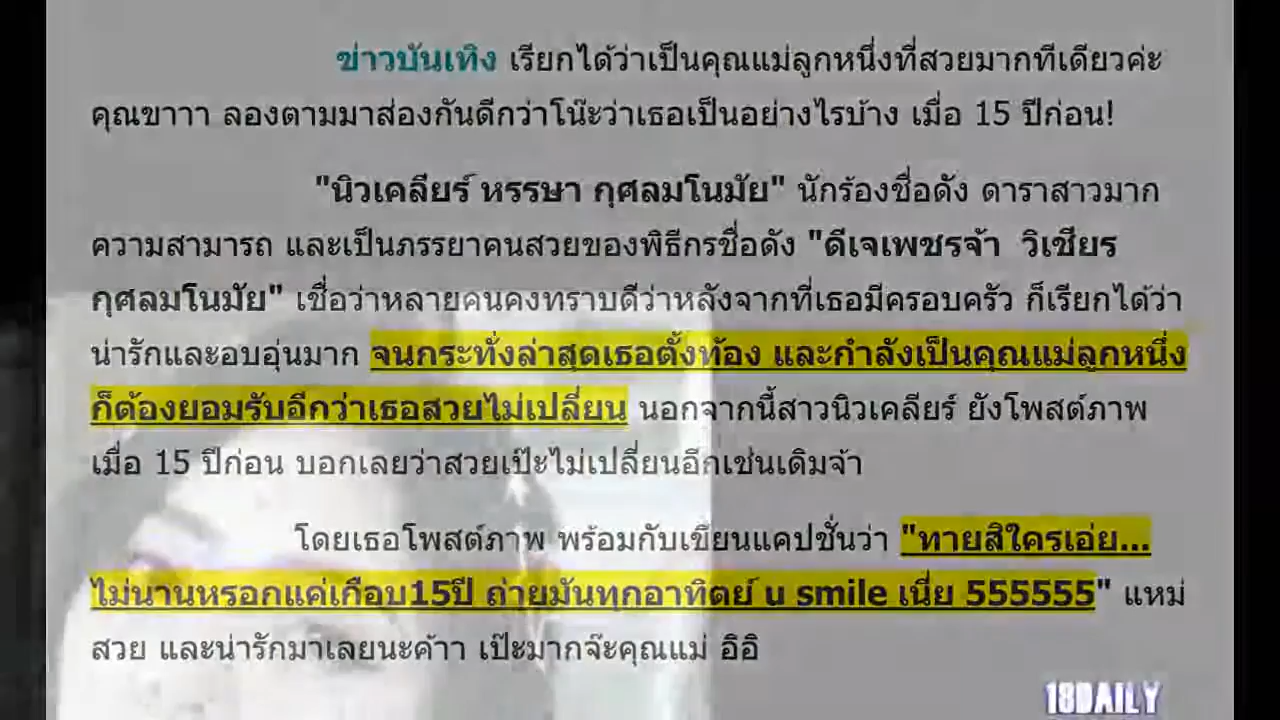 ข่าวบันเทิง เรียกได้ว่าเป็นคุณแม่ลูกหนึ่งที่สวยมากทีเดียวค่ะ
คุณขาาา ลองตามมาส่องกันดีกว่าโน๊ะว่าเธอเป็นอย่างไรบ้าง เมื่อ 15 ปีก่อน!
"นิวเคลียร์ หรรษา กุศลมโนมัย" นักร้องชื่อดัง ดาราสาวมาก
ความสามารถ และเป็นภรรยาคนสวยของพิธีกรชื่อดัง "ดีเจเพชรจ้า วิเชียร
กุศลมโนมัย" เชื่อว่าหลายคนคงทราบดีว่าหลังจากที่เธอมีครอบครัว ก็เรียกได้ว่า
น่ารักและอบอุ่นมาก จนกระทั่งล่าสุดเธอตั้งท้อง และกำลังเป็นคุณแม่ลูกหนึ่ง
ก็ต้องยอมรับอีกว่าเธอสวยไม่เปลี่ยน นอกจากนี้สาวนิวเคลียร์ ยังโพสต์ภาพ
เมื่อ 15 ปีก่อน บอกเลยว่าสวยเป๊ะไม่เปลี่ยนอีกเช่นเดิมจ้า
โดยเธอโพสต์ภาพ พร้อมกับเขียนแคปชั่นว่า "ทายสิใครเอ่ย...
ไม่นานหรอกแค่เกือบ15ปี ถ่ายมันทุกอาทิตย์ u smile เนี่ย 555555" แหม่
สวย และน่ารักมาเลยนะค้าา เป๊ะมากจ๊ะคุณแม่ อิอิ
18DAILY